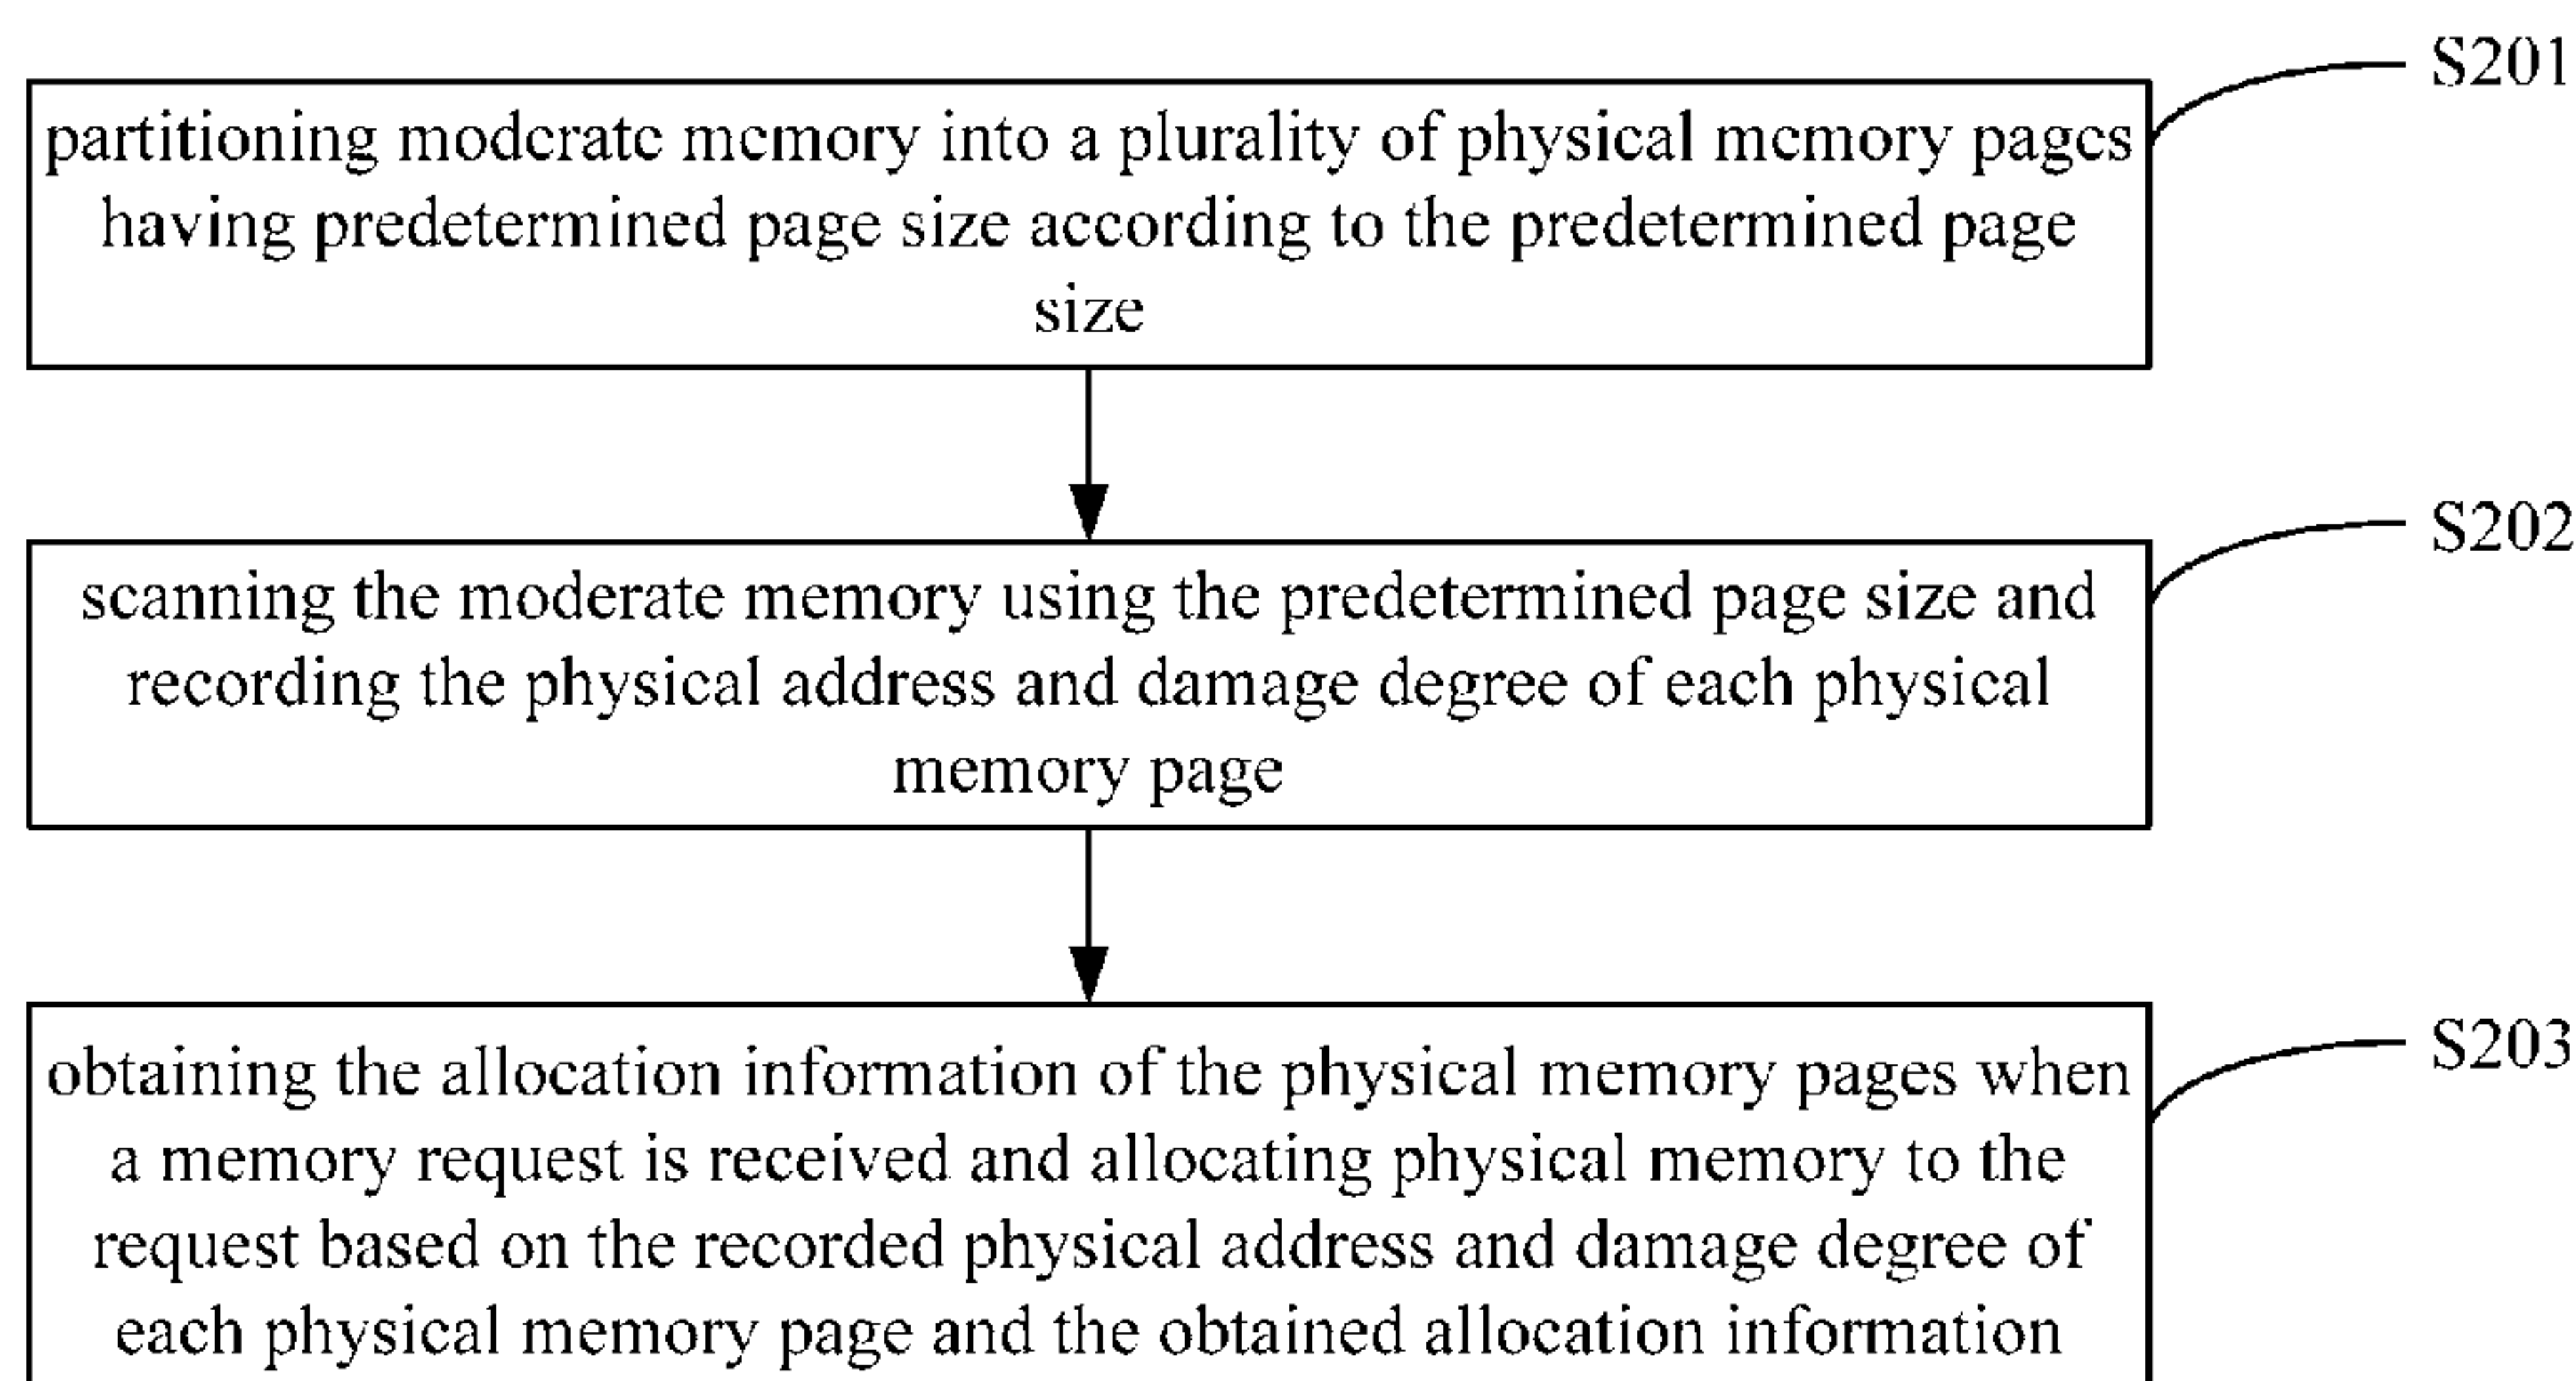 S201
partitioning moderate memory into a plurality of physical memory pages
having predetermined page size according to the predetermined page
size
S202
scanning the moderate memory using the predetermined page size and
recording the physical address and damage degree of each physical
memory page
S203
obtaining the allocation information of the physical memory pages when
a memory request is received and allocating physical memory to the
request based on the recorded physical address and damage degree of
each physical memory page and the obtained allocation information